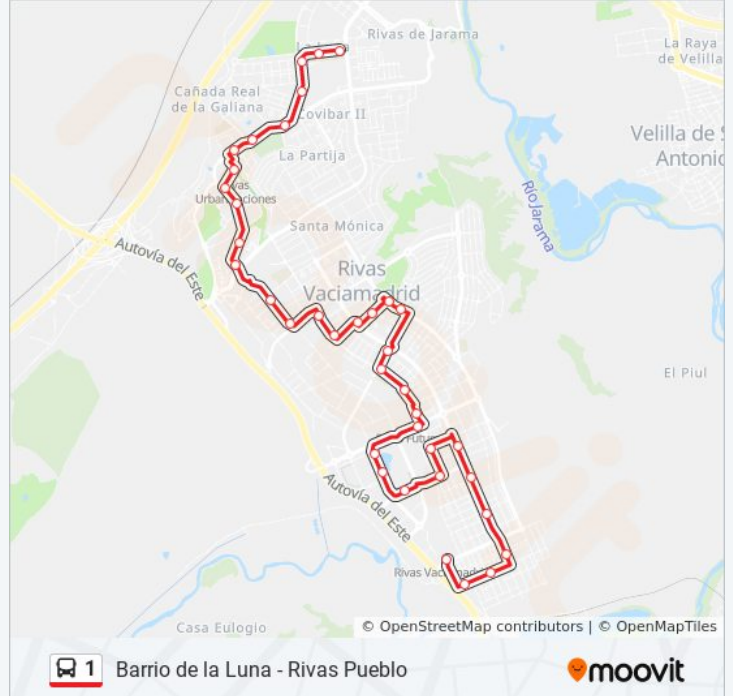 Rivas de Jarama
La Raya
de Velilla
Cañada Real
de la Galiana
Covibar II
Velilla de S
Antonio
La Partija
Urbanizaciones
Río Jarama
Santa Mónica
Autovía del Este
Rivas
Vaciamadrid
El Piul
Futu
Autovía del Este
Rivas Vaciamadrid
Casa Eulogio
© OpenStreetMap contributors | © OpenMapTiles
1 Barrio de la Luna - Rivas Pueblo
moovit